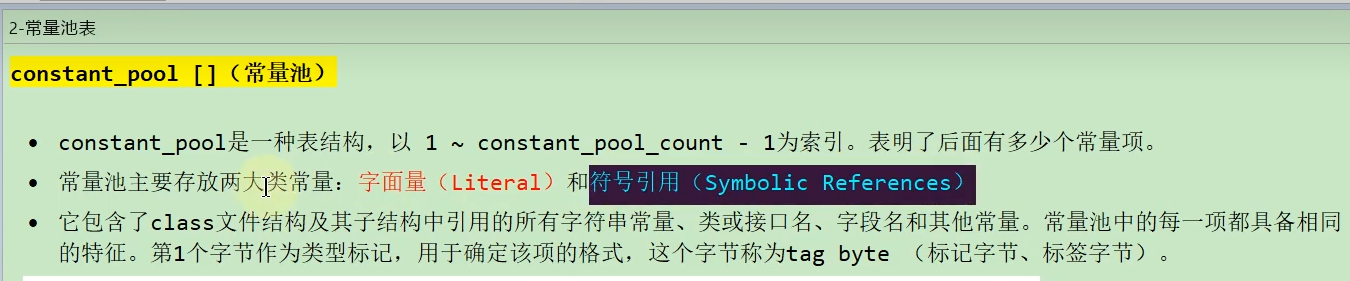 2-常量池表
constant_pool []（常量池）
• constant_pool是一种表结构，以 1 ~ constant_pool_count - 1为索引。表明了后面有多少个常量项。
• 常量池主要存放两大类常量：字面量（Literal）和符号引用（Symbolic References）
• 它包含了class文件结构及其子结构中引用的所有字符串常量、类或接口名、字段名和其他常量。常量池中的每一项都具备相同
的特征。第1个字节作为类型标记，用于确定该项的格式，这个字节称为tag byte （标记字节、标签字节）。